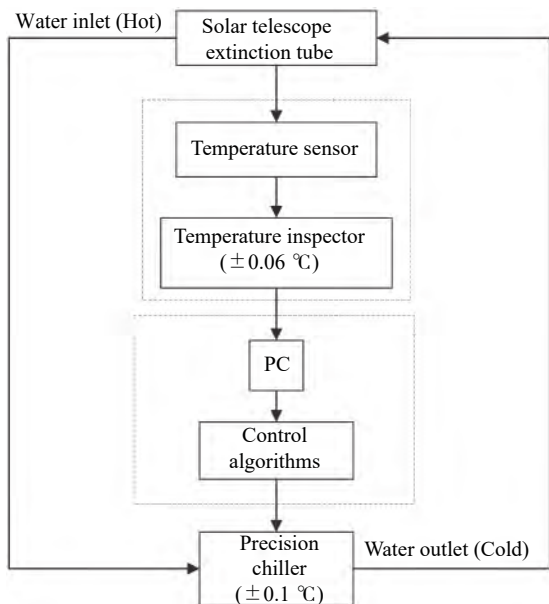 Water inlet (Hot)
Solar telescope
extinction tube
Temperature sensor
Temperature inspector
(±0.06 ℃)
PC
Control
algorithms
Precision
chiller
(±0.1 ℃)
Water outlet (Cold)